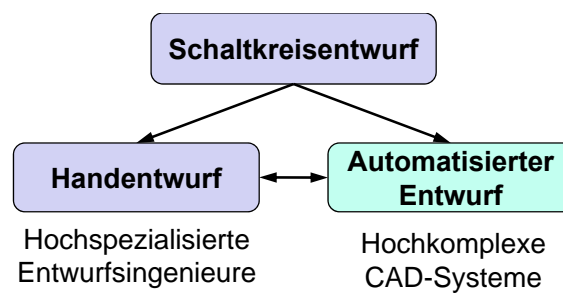 Schaltkreisentwurf
Handentwurf
Automatisierter
Entwurf
Hochspezialisierte
Entwurfsingenieure
Hochkomplexe
CAD-Systeme